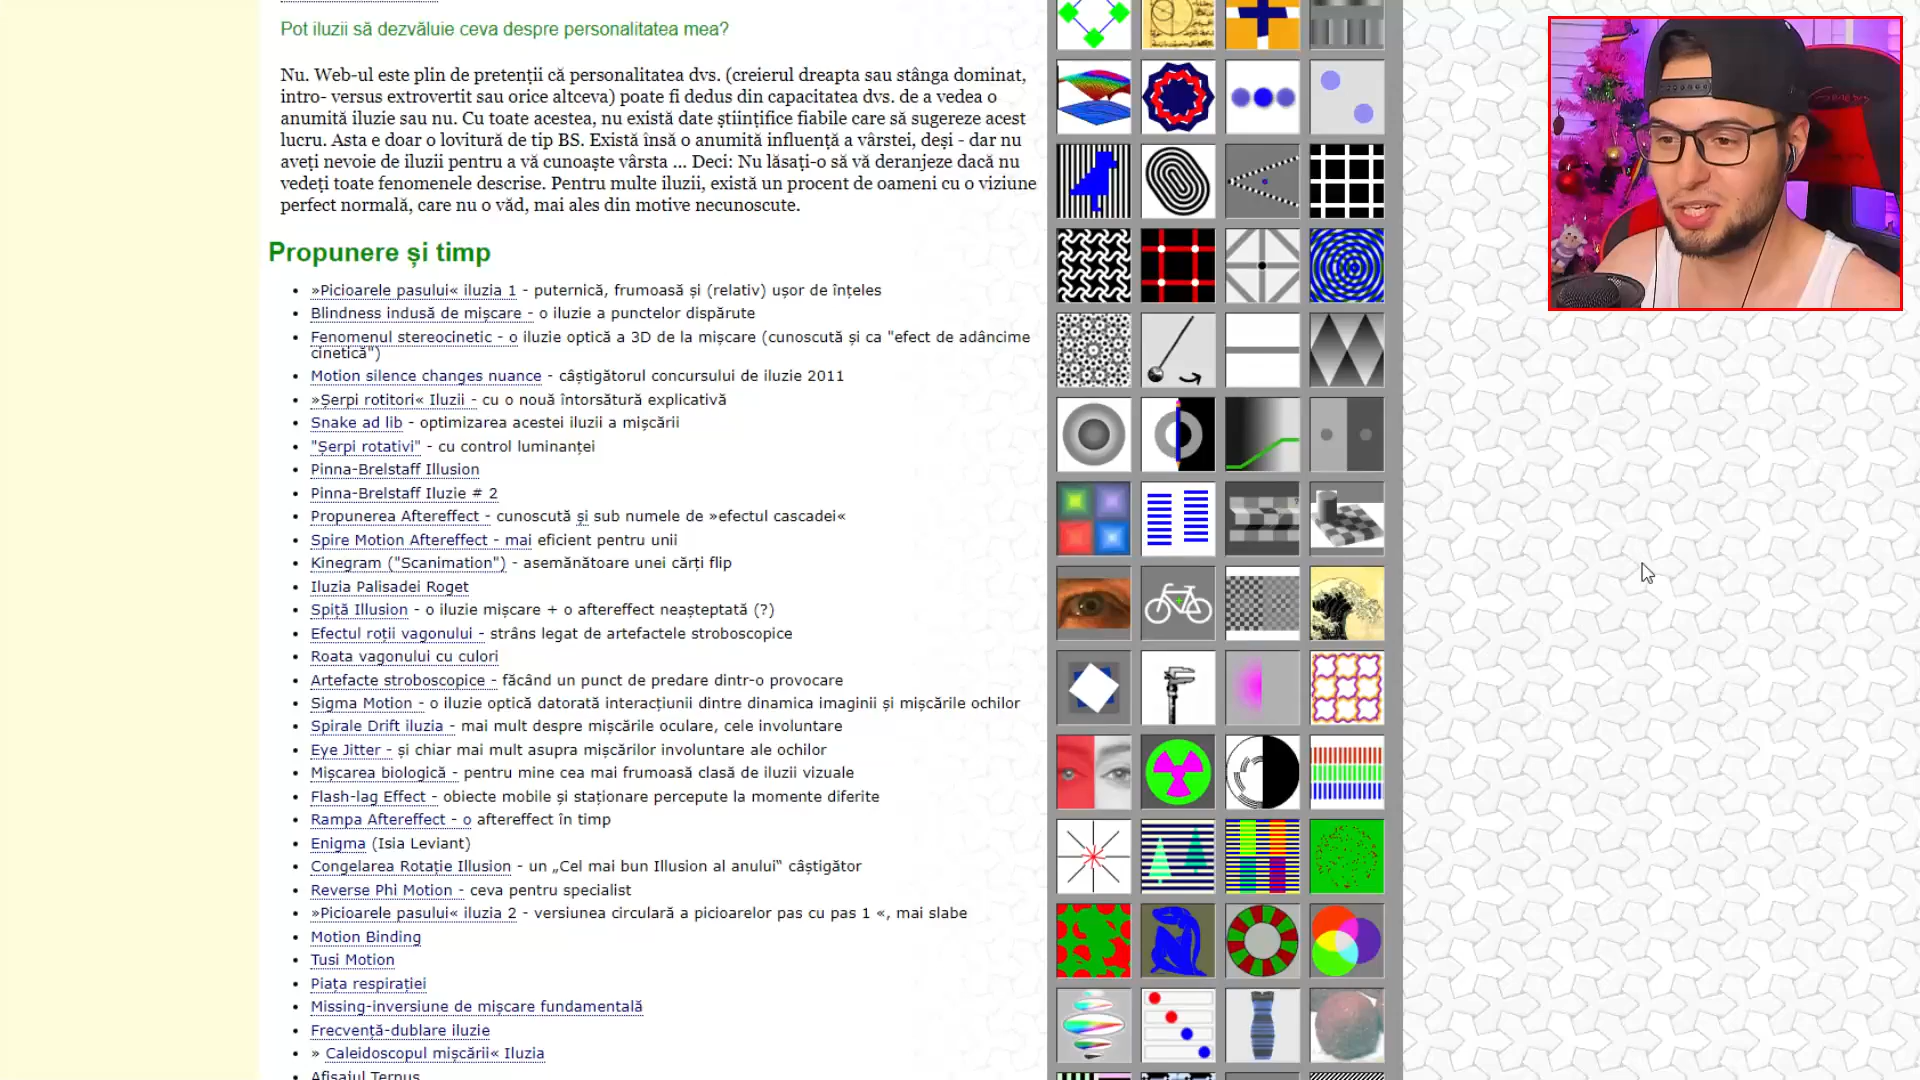 Pot iluzii să dezvăluie ceva despre personalitatea mea?
Nu. Web-ul este plin de pretenții că personalitatea dvs. (creierul dreapta sau stânga dominat,
intro- versus extrovertit sau orice altceva) poate fi dedus din capacitatea dvs. de a vedea o
anumită iluzie sau nu. Cu toate acestea, nu există date științifice fiabile care să sugereze acest
lucru. Asta e doar o lovitură de tip BS. Există însă o anumită influență a vârstei, deși - dar nu
aveți nevoie de iluzii pentru a vă cunoaște vârsta ... Deci: Nu lăsați-o să vă deranjeze dacă nu
vedeți toate fenomenele descrise. Pentru multe iluzii, există un procent de oameni cu o viziune
perfect normală, care nu o văd, mai ales din motive necunoscute.
Propunere și timp
»Picioarele pasului« iluzia 1 - puternică, frumoasă și (relativ) ușor de înțeles
Blindness indusă de mișcare - o iluzie a punctelor dispărute
Fenomenul stereocinetic - o iluzie optică a 3D de la mișcare (cunoscută și ca "efect de adâncime
cinetică")
Motion silence changes nuance - câștigătorul concursului de iluzie 2011
»Șerpi rotitori« Iluzii - cu o nouă întorsătură explicativă
Snake ad lib - optimizarea acestei iluzii a mișcării
"Șerpi rotativi" - cu control luminanței
Pinna-Brelstaff Illusion
Pinna-Brelstaff Iluzie # 2
Propunerea Aftereffect - cunoscută și sub numele de »efectul cascadei«
Spire Motion Aftereffect - mai eficient pentru unii
Kinegram ("Scanimation") - asemănătoare unei cărți flip
Iluzia Palisadei Roget
Spiță Illusion - o iluzie mișcare + o aftereffect neașteptată (?)
Efectul roții vagonului - strâns legat de artefactele stroboscopice
Roata vagonului cu culori
Artefacte stroboscopice - făcând un punct de predare dintr-o provocare
Sigma Motion - o iluzie optică datorată interacțiunii dintre dinamica imaginii și mișcările ochilor
Spirale Drift iluzia - mai mult despre mișcările oculare, cele involuntare
Eye Jitter - și chiar mai mult asupra mișcărilor involuntare ale ochilor
Mișcarea biologică - pentru mine cea mai frumoasă clasă de iluzii vizuale
Flash-lag Effect - obiecte mobile și staționare percepute la momente diferite
Rampa Aftereffect - o aftereffect în timp
Enigma (Isia Leviant)
Congelarea Rotație Illusion - un „Cel mai bun Illusion al anului“ câștigător
Reverse Phi Motion - ceva pentru specialist
»Picioarele pasului« iluzia 2 - versiunea circulară a picioarelor pas cu pas 1 «, mai slabe
Motion Binding
Tusi Motion
Piața respirației
Missing-inversiune de mișcare fundamentală
Frecvență-dublare iluzie
» Caleidoscopul mișcării« Iluzia
Afișajul Ternus